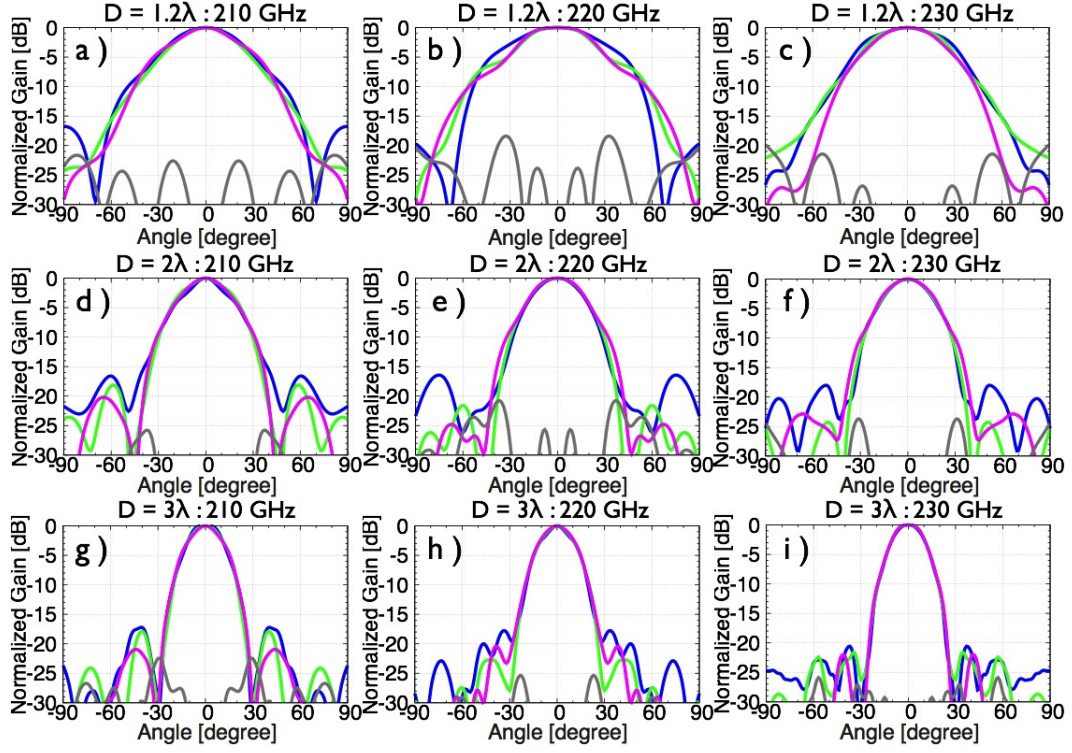 D = 1.2λ : 210 GHz
D = 1.2λ : 220 GHz
D = 1.2λ : 230 GHz
a )
b )
c )
Normalized Gain [dB]
0
-5
-10
-15
-20
-25
-30
-90 -60 -30 0 30 60 90
Angle [degree]
Normalized Gain [dB]
0
-5
-10
-15
-20
-25
-30
-90 -60 -30 0 30 60 90
Angle [degree]
Normalized Gain [dB]
0
-5
-10
-15
-20
-25
-30
-90 -60 -30 0 30 60 90
Angle [degree]
D = 2λ : 210 GHz
D = 2λ : 220 GHz
D = 2λ : 230 GHz
d )
e )
f )
Normalized Gain [dB]
0
-5
-10
-15
-20
-25
-30
-90 -60 -30 0 30 60 90
Angle [degree]
Normalized Gain [dB]
0
-5
-10
-15
-20
-25
-30
-90 -60 -30 0 30 60 90
Angle [degree]
Normalized Gain [dB]
0
-5
-10
-15
-20
-25
-30
-90 -60 -30 0 30 60 90
Angle [degree]
D = 3λ : 210 GHz
D = 3λ : 220 GHz
D = 3λ : 230 GHz
g )
h )
i )
Normalized Gain [dB]
0
-5
-10
-15
-20
-25
-30
-90 -60 -30 0 30 60 90
Angle [degree]
Normalized Gain [dB]
0
-5
-10
-15
-20
-25
-30
-90 -60 -30 0 30 60 90
Angle [degree]
Normalized Gain [dB]
0
-5
-10
-15
-20
-25
-30
-90 -60 -30 0 30 60 90
Angle [degree]